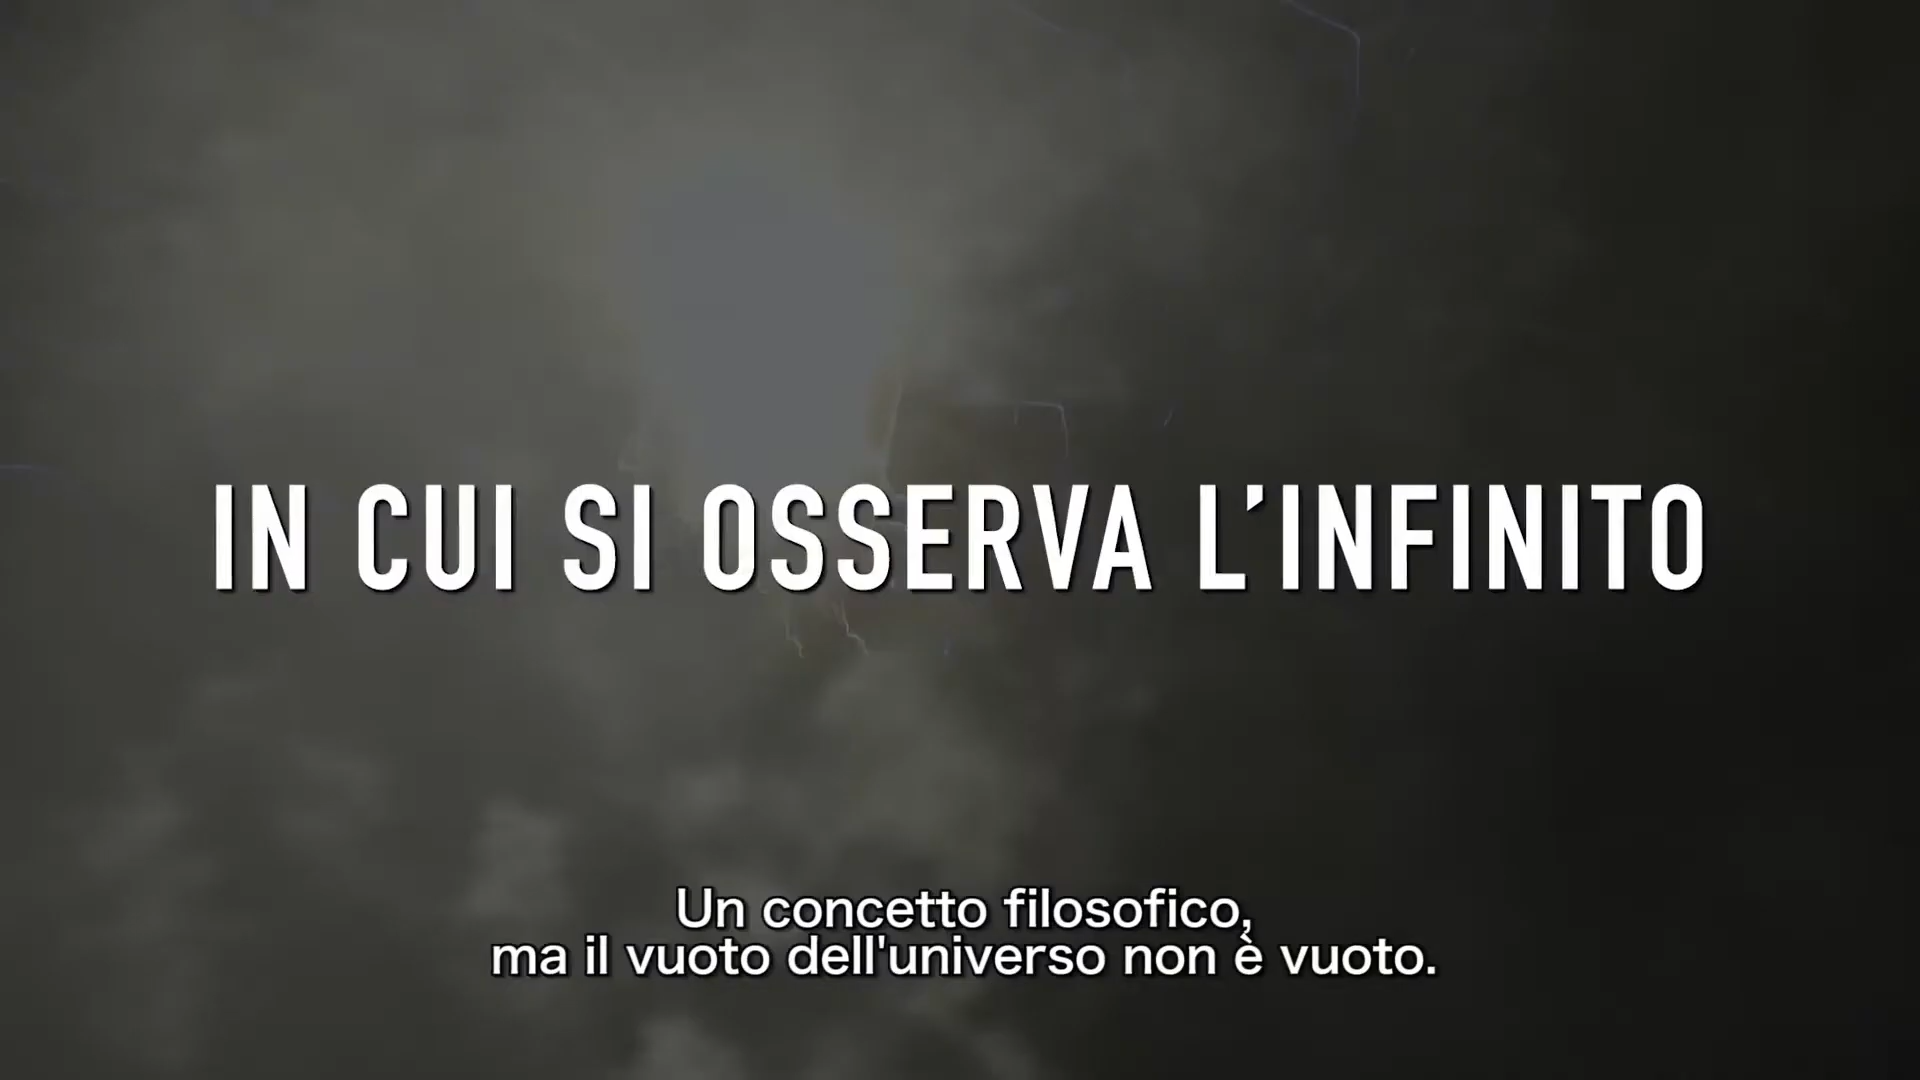 IN CUI SI OSSERVA L’INFINITO
Un concetto filosofico,
ma il vuoto dell'universo non è vuoto.